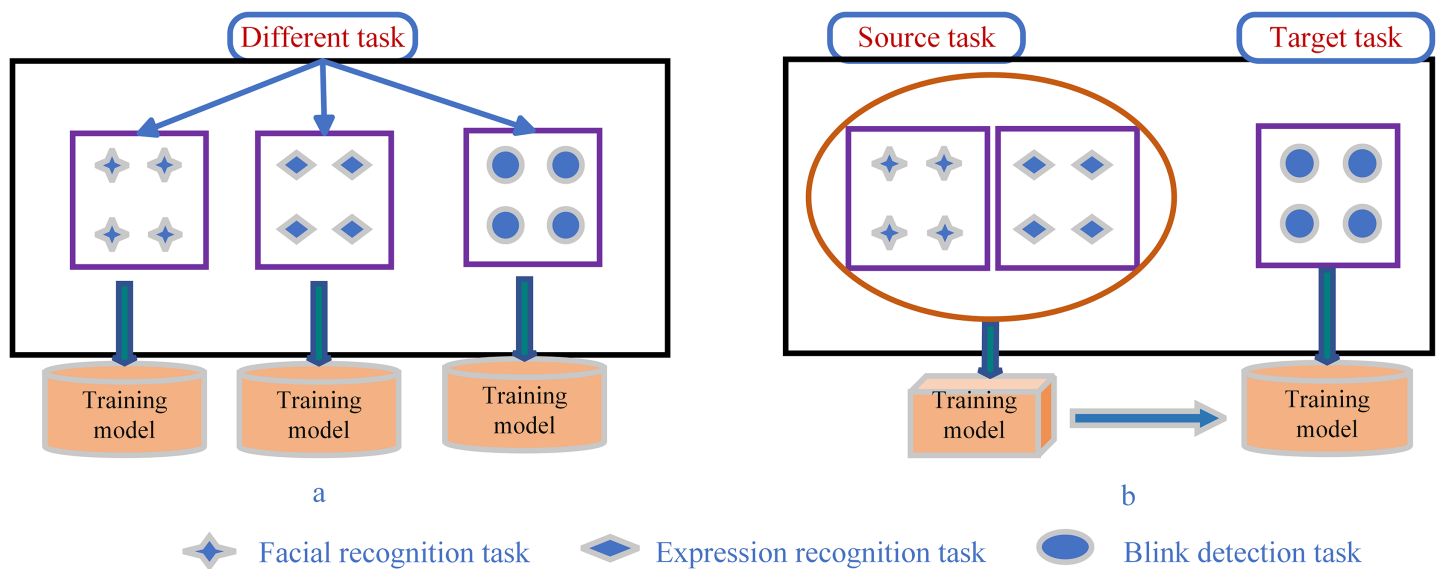 Different task
Source task
Target task
Training
model
Training
model
Training
model
Training
model
Training
model
a
b
Facial recognition task
Expression recognition task
Blink detection task